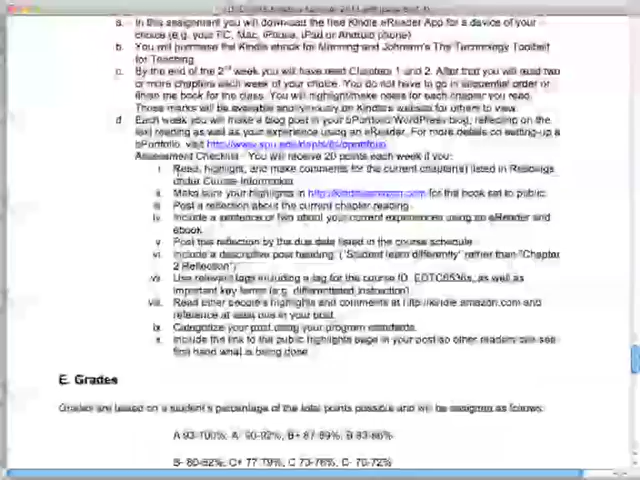 a. In this assignment you will download the free Kindle eReader App for a device of your
choice (e.g. your PC, Mac, iPhone, iPad or Android phone)
b. You will purchase the Kindle ebook for Manning and Johnson's The Technology Toolbelt
for Teaching
c. By the end of the 2nd week you will have read Chapters 1 and 2. After that you will read two
or more chapters each week of your choice. You do not have to go in sequential order or
finish the book for the class. You will highlight/make notes for each chapter you read.
Those marks will be available anonymously on Kindle's website for others to view.
d. Each week you will make a blog post in your bPortfolio WordPress blog, reflecting on the
text reading as well as your experience using an eReader. For more details on setting-up a
bPortfolio, visit
Assessment Checklist - You will receive 20 points each week if you:
i. Read, highlight, and make comments for the current chapter(s) listed in Readings
under Course Information
ii. Make sure your highlights in http://kindle.amazon.com for the book set to public.
iii. Post a reflection about the current chapter reading
iv. Include a sentence or two about your current experiences using an eReader and
ebook
v. Post this reflection by the due date listed in the course schedule
vi. Include a descriptive post heading. ('Student learn differently' rather than "Chapter
2 Reflection")
vii. Use relevant tags including a tag for the course ID, EDTC6536s, as well as
important key terms (e.g. differentiated instruction)
viii. Read other people's highlights and comments at http://kindle.amazon.com and
reference at least one in your post.
ix. Categorize your post using your program standards.
x. Include the link to the public highlights page in your post so other readers can see
first hand what is being done
E. Grades
Grades are based on a student's percentage of the total points possible and will be assigned as follows:
A 93-100%, A- 90-92%, B+ 87-89%, B 83-86%
B- 80-82%, C+ 77-79%, C 73-76%, C- 70-72%